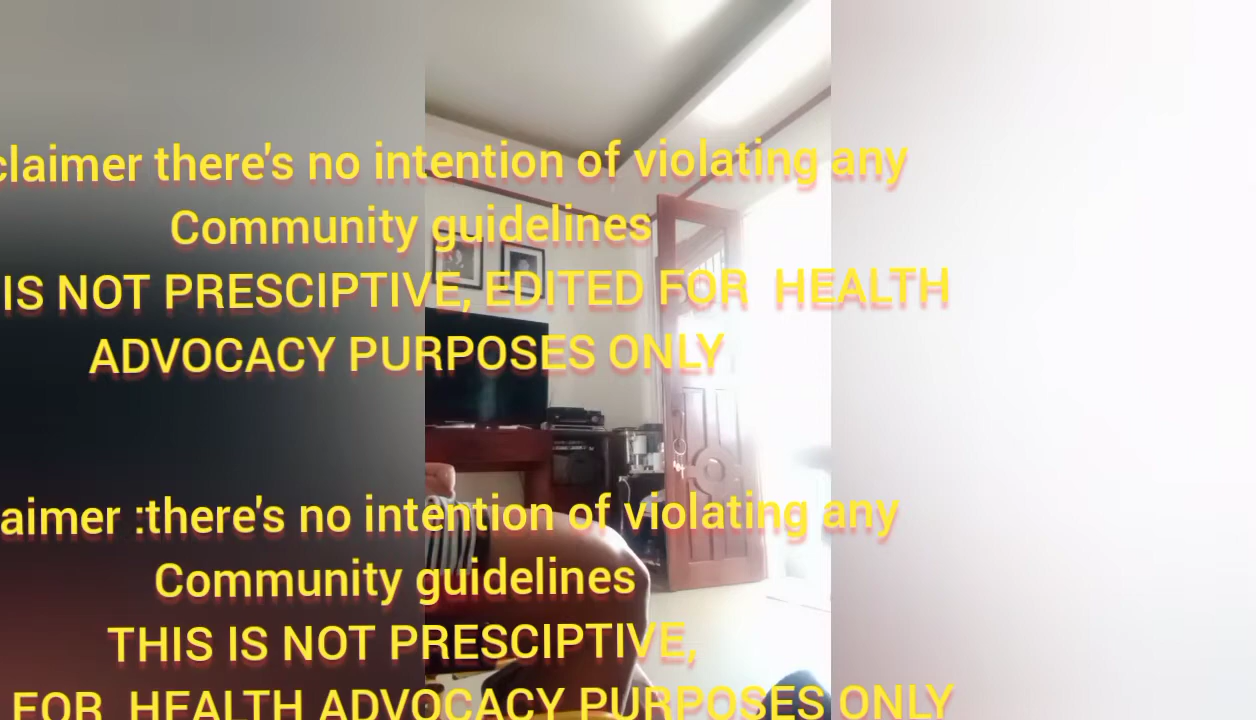 claimer there's no intention of violating any
Community guidelines
IS NOT PRESCIPTIVE, EDITED FOR HEALTH
ADVOCACY PURPOSES ONLY
aimer :there's no intention of violating any
Community guidelines
THIS IS NOT PRESCIPTIVE,
FOR HEALTH ADVOCACY PURPOSES ONLY